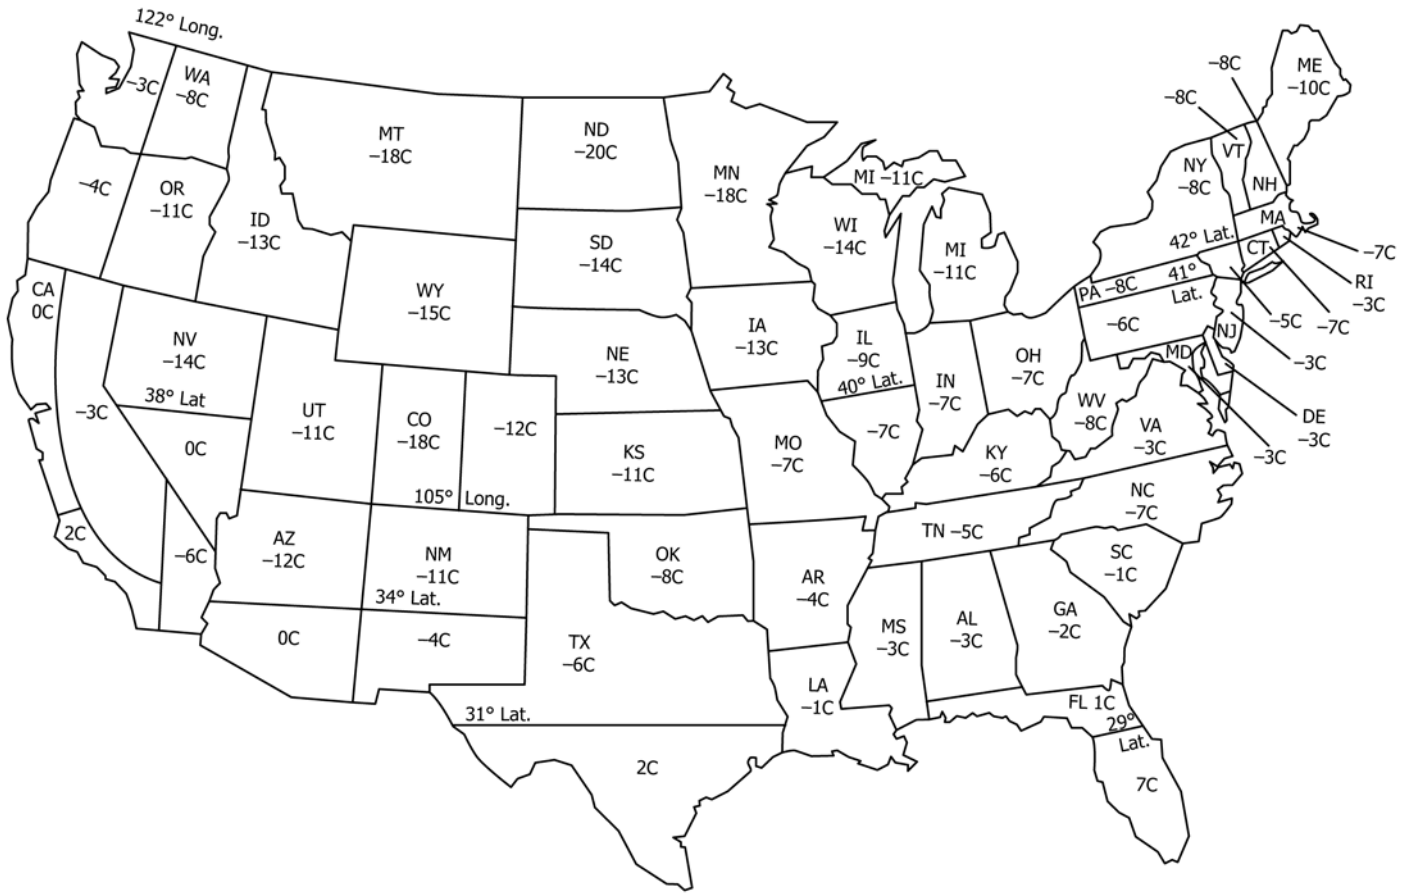 122° Long.
–3C
WA
–8C
–4C
OR
–11C
ID
–13C
MT
–18C
ND
–20C
MN
–18C
SD
–14C
WY
–15C
CA
0C
NV
–14C
38° Lat
–3C
0C
UT
–11C
CO
–18C
–12C
105° Long.
NE
–13C
KS
–11C
IA
–13C
MO
–7C
WI
–14C
MI –11C
MI
–11C
IL
–9C
40° Lat.
–7C
IN
–7C
OH
–7C
KY
–6C
WV
–8C
VA
–3C
2C
–6C
AZ
–12C
0C
NM
–11C
34° Lat.
–4C
OK
–8C
TX
–6C
31° Lat.
2C
AR
–4C
LA
–1C
MS
–3C
AL
–3C
TN –5C
NC
–7C
SC
–1C
GA
–2C
FL 1C
29°
Lat.
7C
ME
–10C
–8C
–8C
VT
NH
NY
–8C
42° Lat.
MA
–7C
CT
RI
–3C
–7C
–5C
PA –8C
41°
Lat.
–6C
NJ
–3C
MD
DE
–3C
–3C